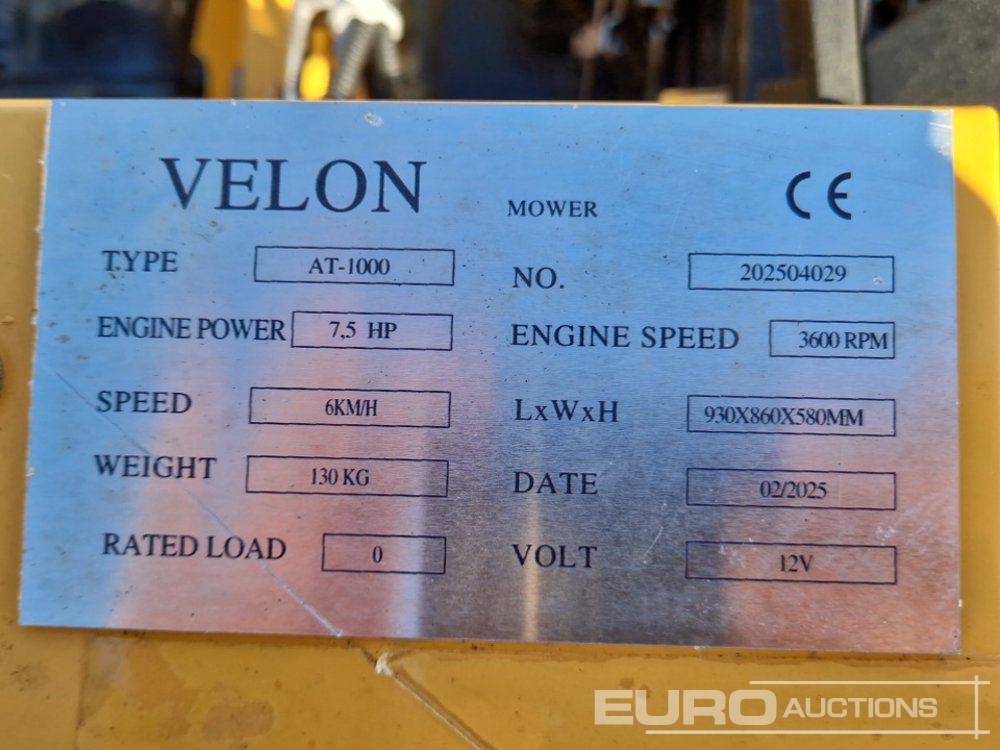 VELON MOWER CE
TYPE AT-1000 NO. 202504029
ENGINE POWER 7,5 HP ENGINE SPEED 3600 RPM
SPEED 6KM/H LxWxH 930X860X580MM
WEIGHT 130 KG DATE 02/2025
RATED LOAD 0 VOLT 12V
EURO AUCTIONS